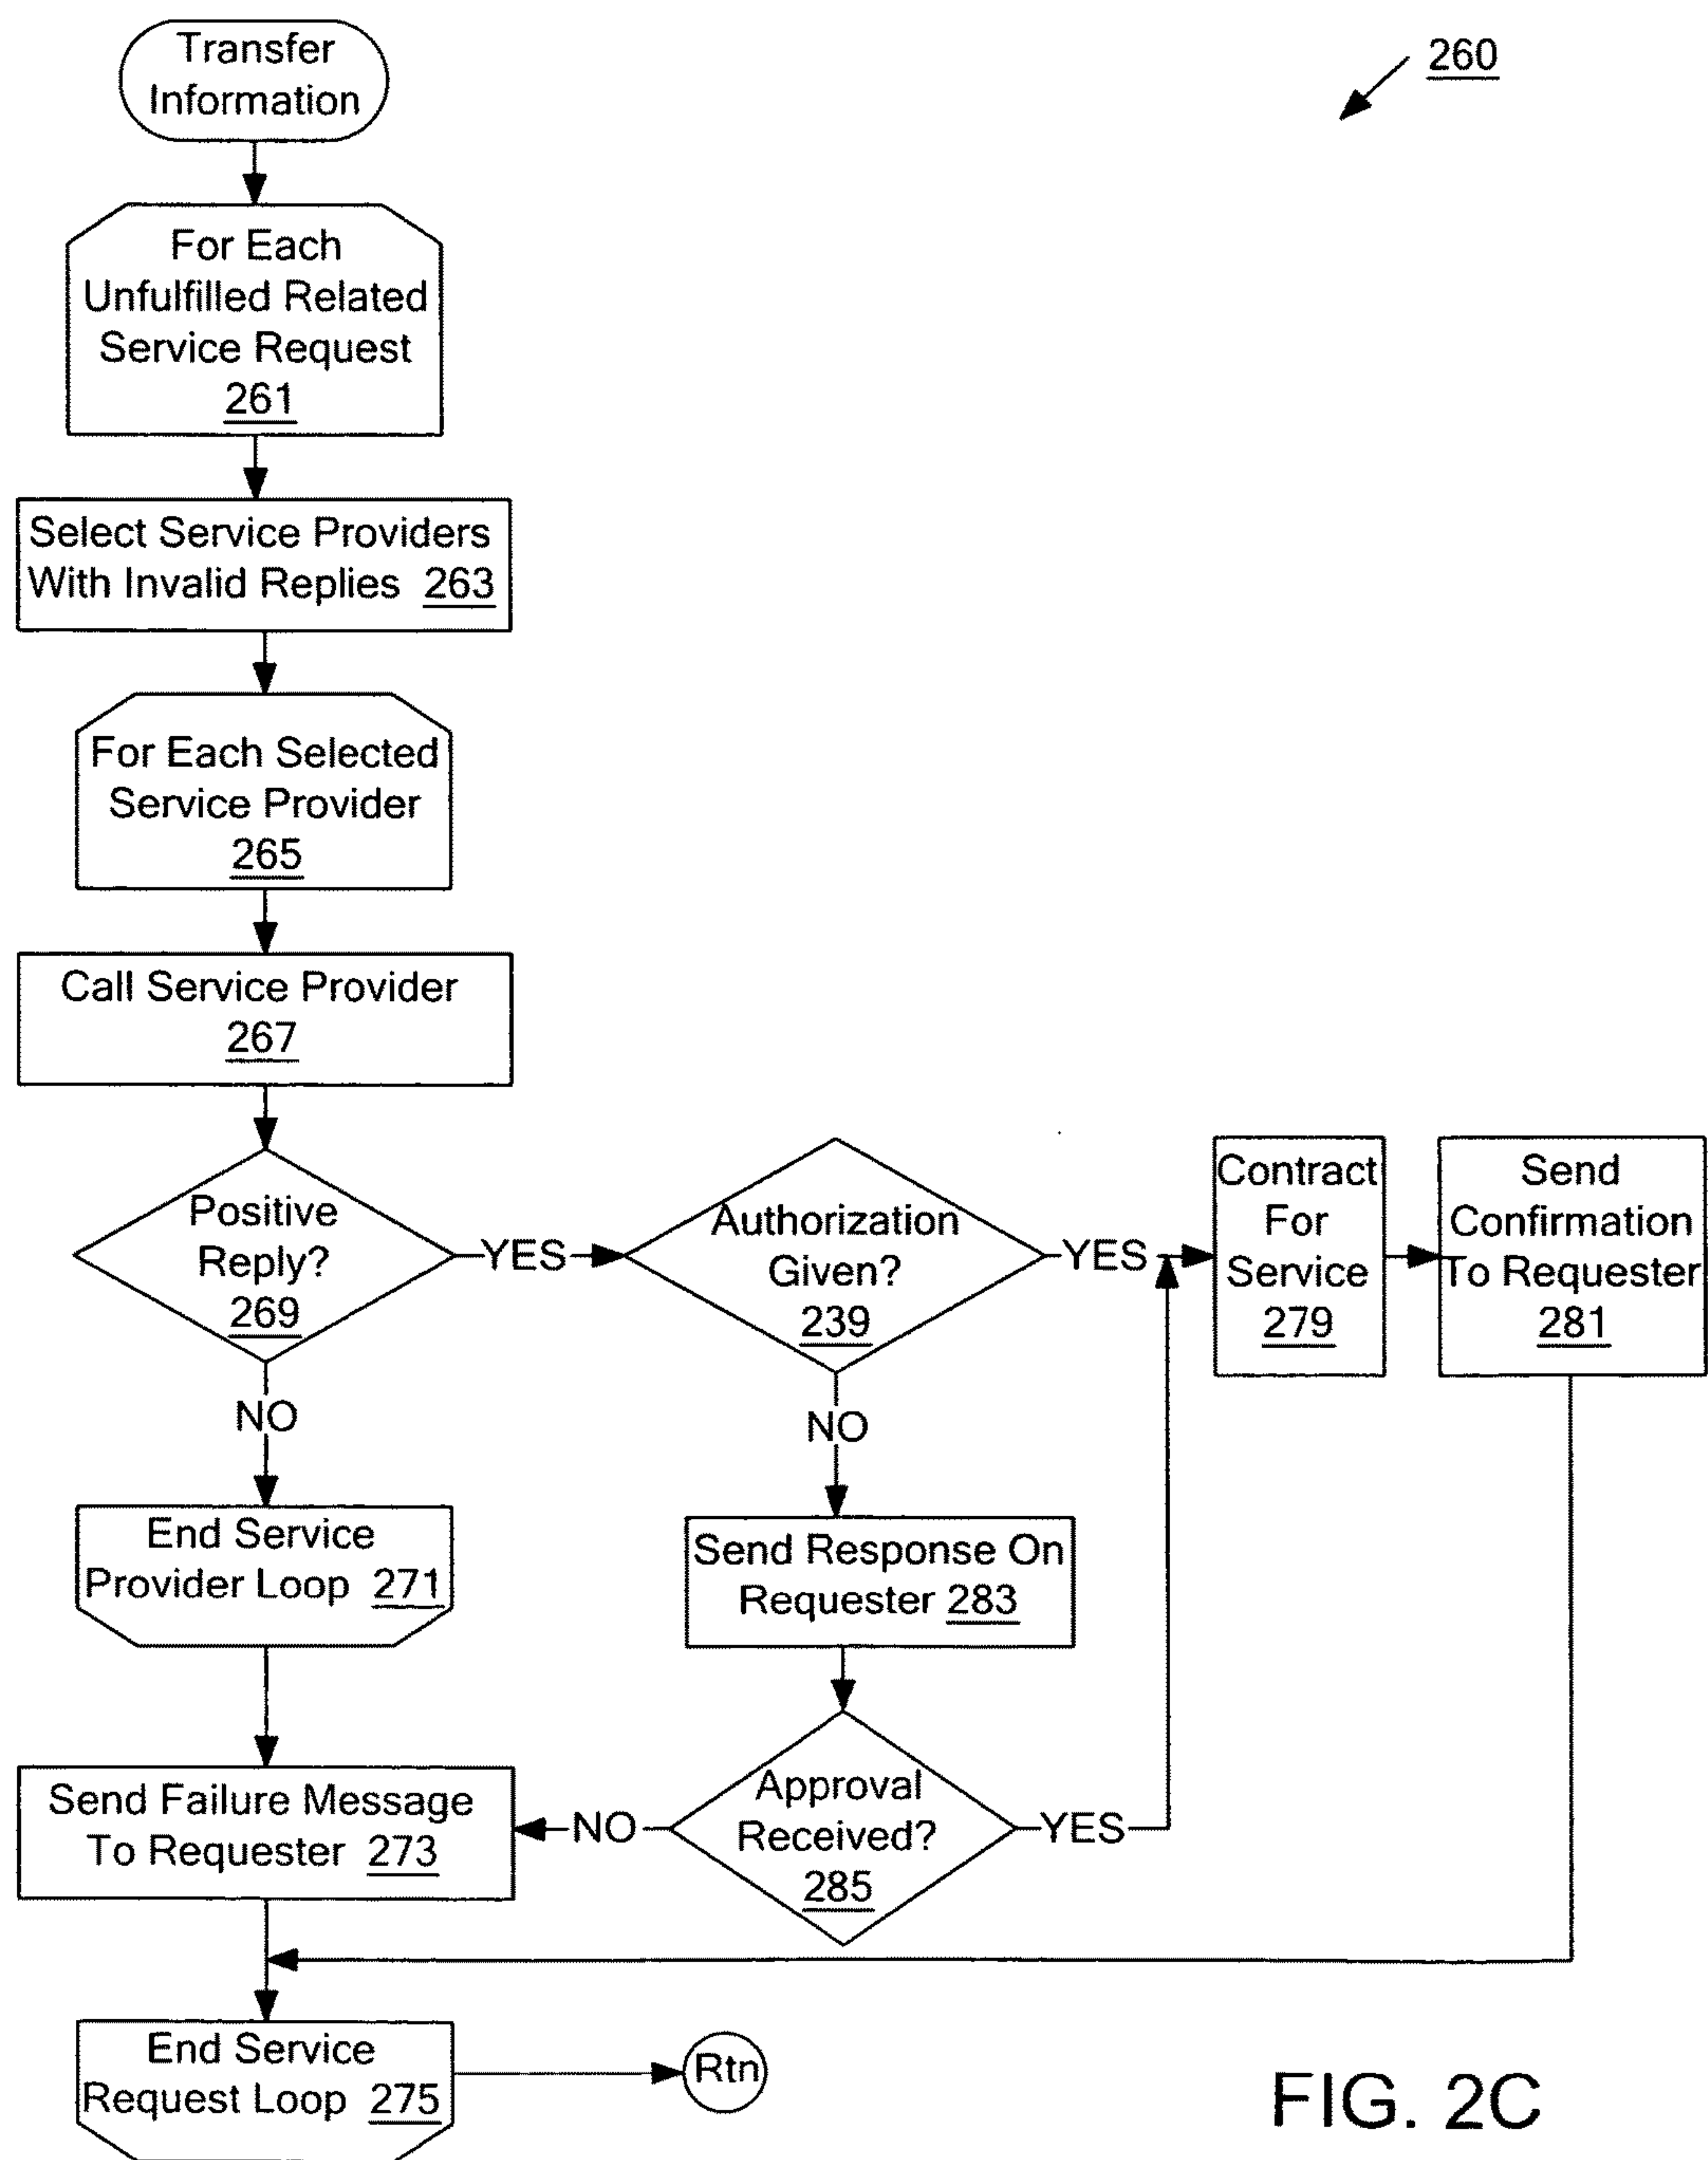 Transfer
Information
260
For Each
Unfulfilled Related
Service Request
261
Select Service Providers
With Invalid Replies 263
For Each Selected
Service Provider
265
Call Service Provider
267
Positive
Reply?
269
YES
Authorization
Given?
239
YES
Contract
For
Service
279
Send
Confirmation
To Requester
281
NO
NO
End Service
Provider Loop 271
Send Response On
Requester 283
Send Failure Message
To Requester 273
NO
Approval
Received?
285
YES
End Service
Request Loop 275
Rtn
FIG. 2C